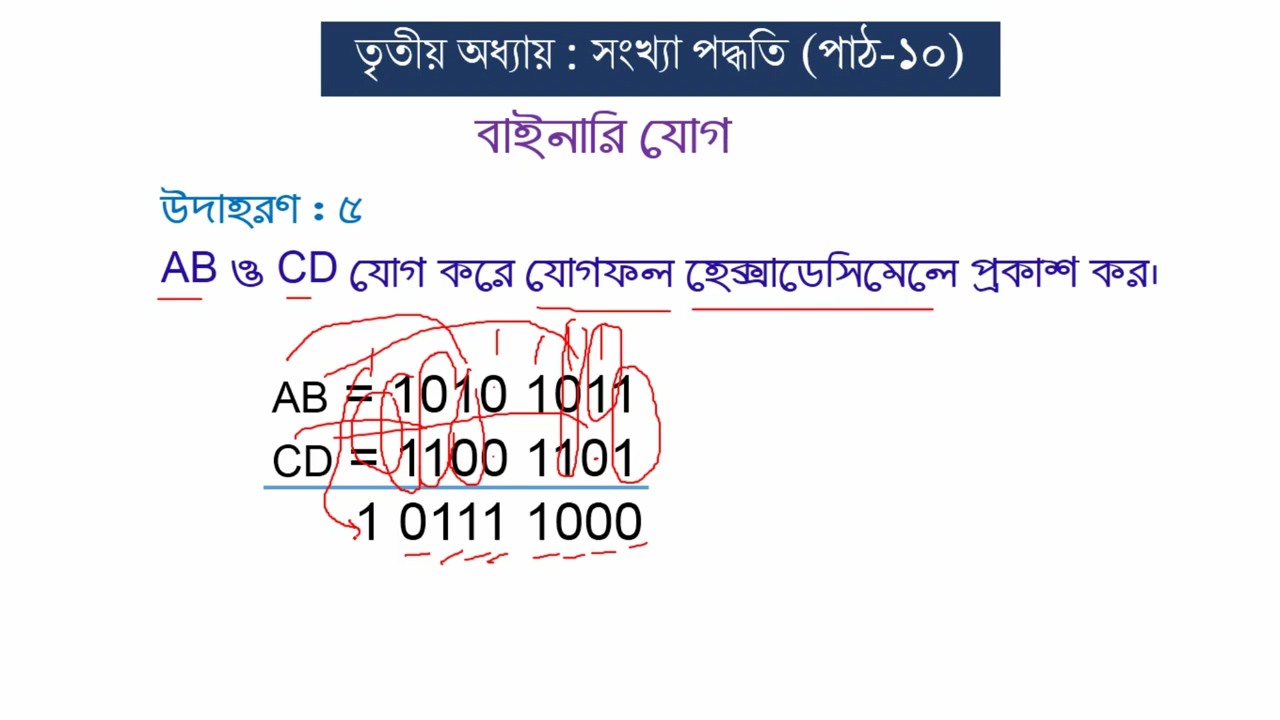 তৃতীয় অধ্যায় : সংখ্যা পদ্ধতি (পাঠ-১০)
বাইনারি যোগ
উদাহরণ : ৫
AB ও CD যোগ করে যোগফল হেক্সাডেসিমেলে প্রকাশ কর।
AB = 1010 1011
CD = 1100 1101
1 0111 1000